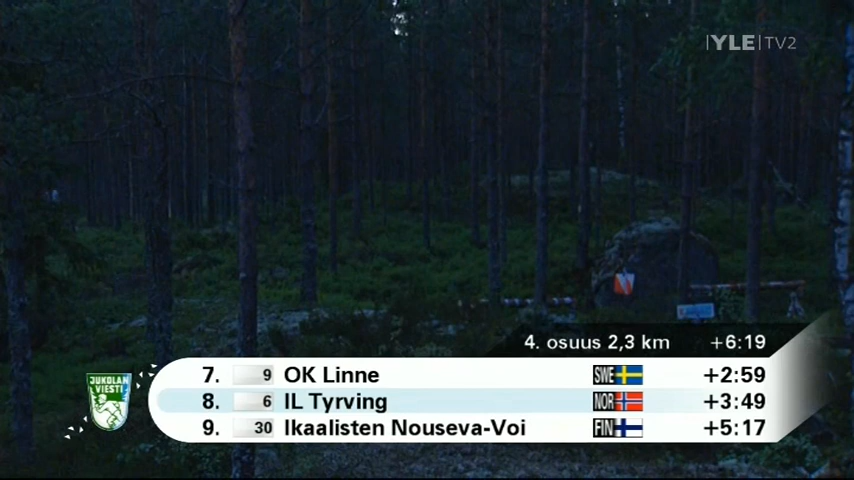 YLE TV2
4. osuus 2,3 km +6:19
JUKOLAN
VIESTI
7. 9 OK Linne SWE +2:59
8. 6 IL Tyrving NOR +3:49
9. 30 Ikaalisten Nouseva-Voi FIN +5:17